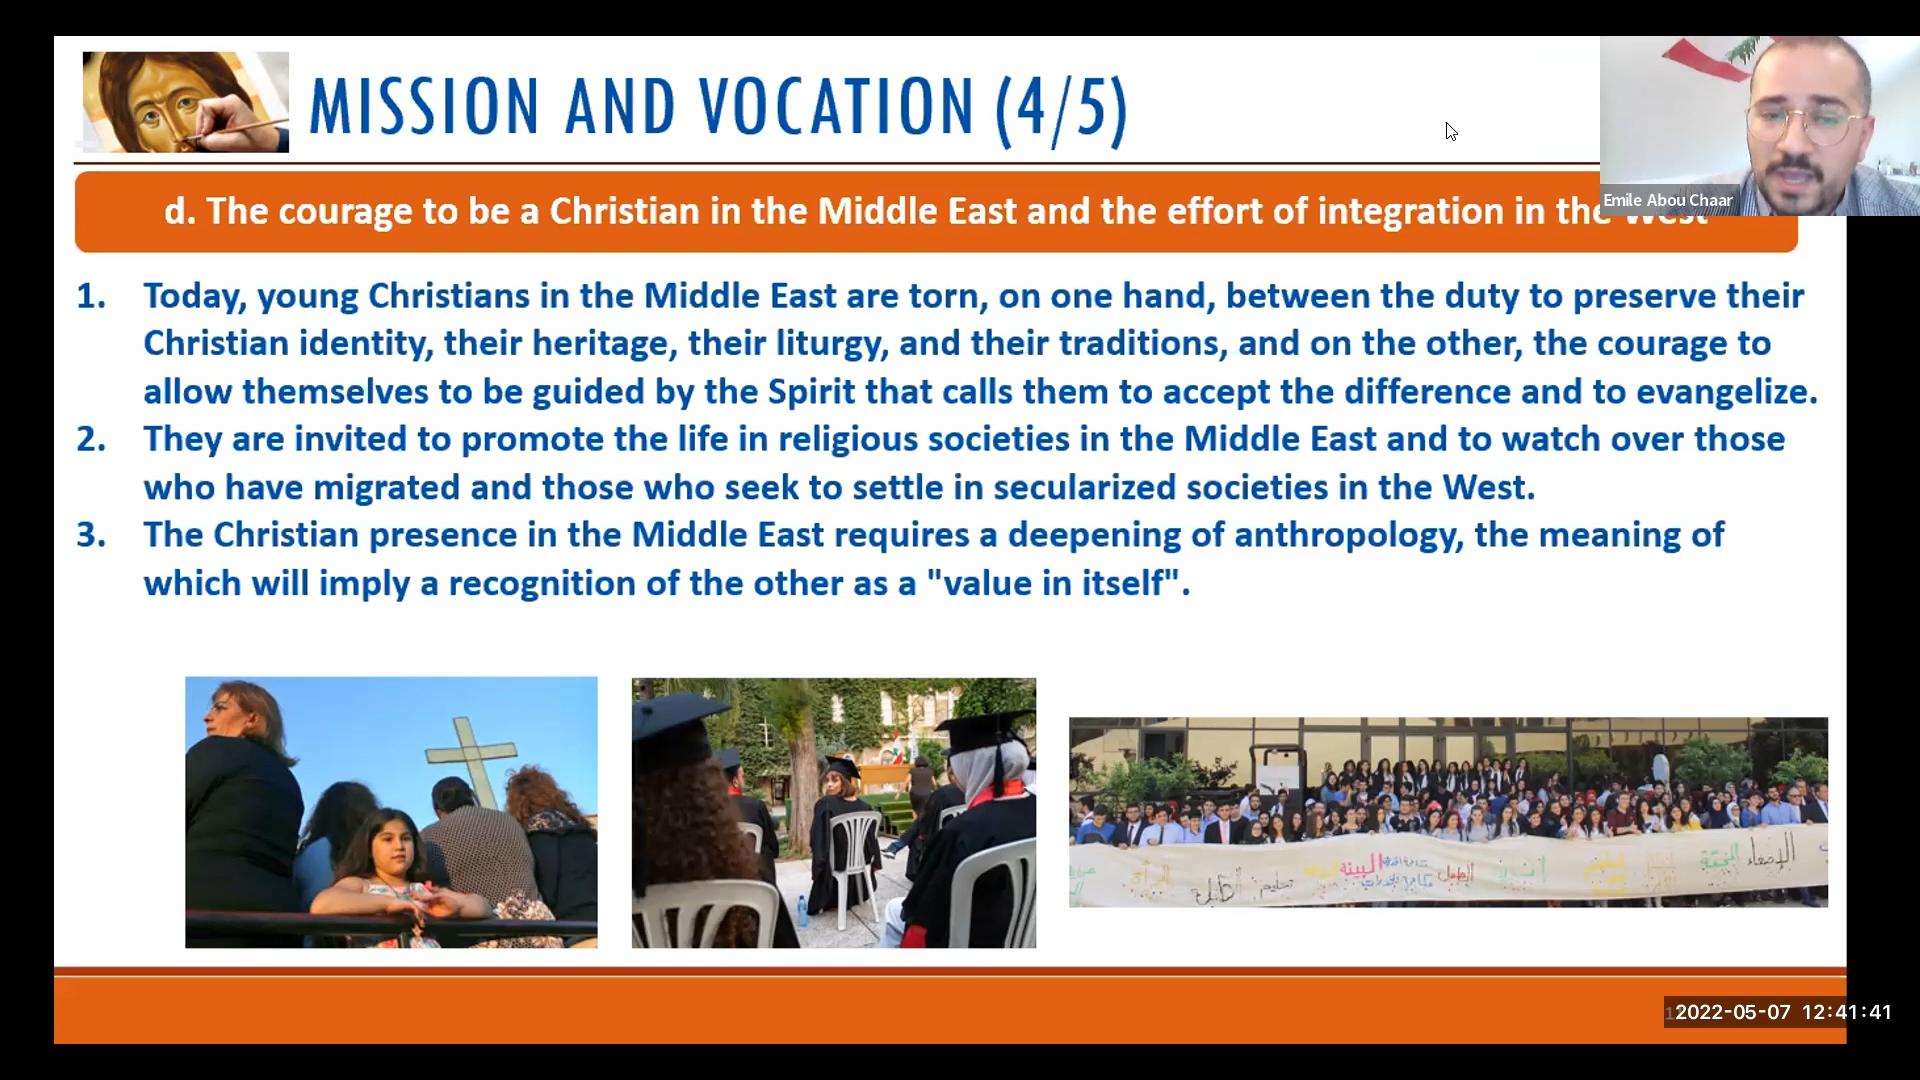 MISSION AND VOCATION (4/5)
Emile Abou Chaar
d. The courage to be a Christian in the Middle East and the effort of integration in the West
1. Today, young Christians in the Middle East are torn, on one hand, between the duty to preserve their
Christian identity, their heritage, their liturgy, and their traditions, and on the other, the courage to
allow themselves to be guided by the Spirit that calls them to accept the difference and to evangelize.
2. They are invited to promote the life in religious societies in the Middle East and to watch over those
who have migrated and those who seek to settle in secularized societies in the West.
3. The Christian presence in the Middle East requires a deepening of anthropology, the meaning of
which will imply a recognition of the other as a "value in itself".
البيئة
2022-05-07 12:41:41